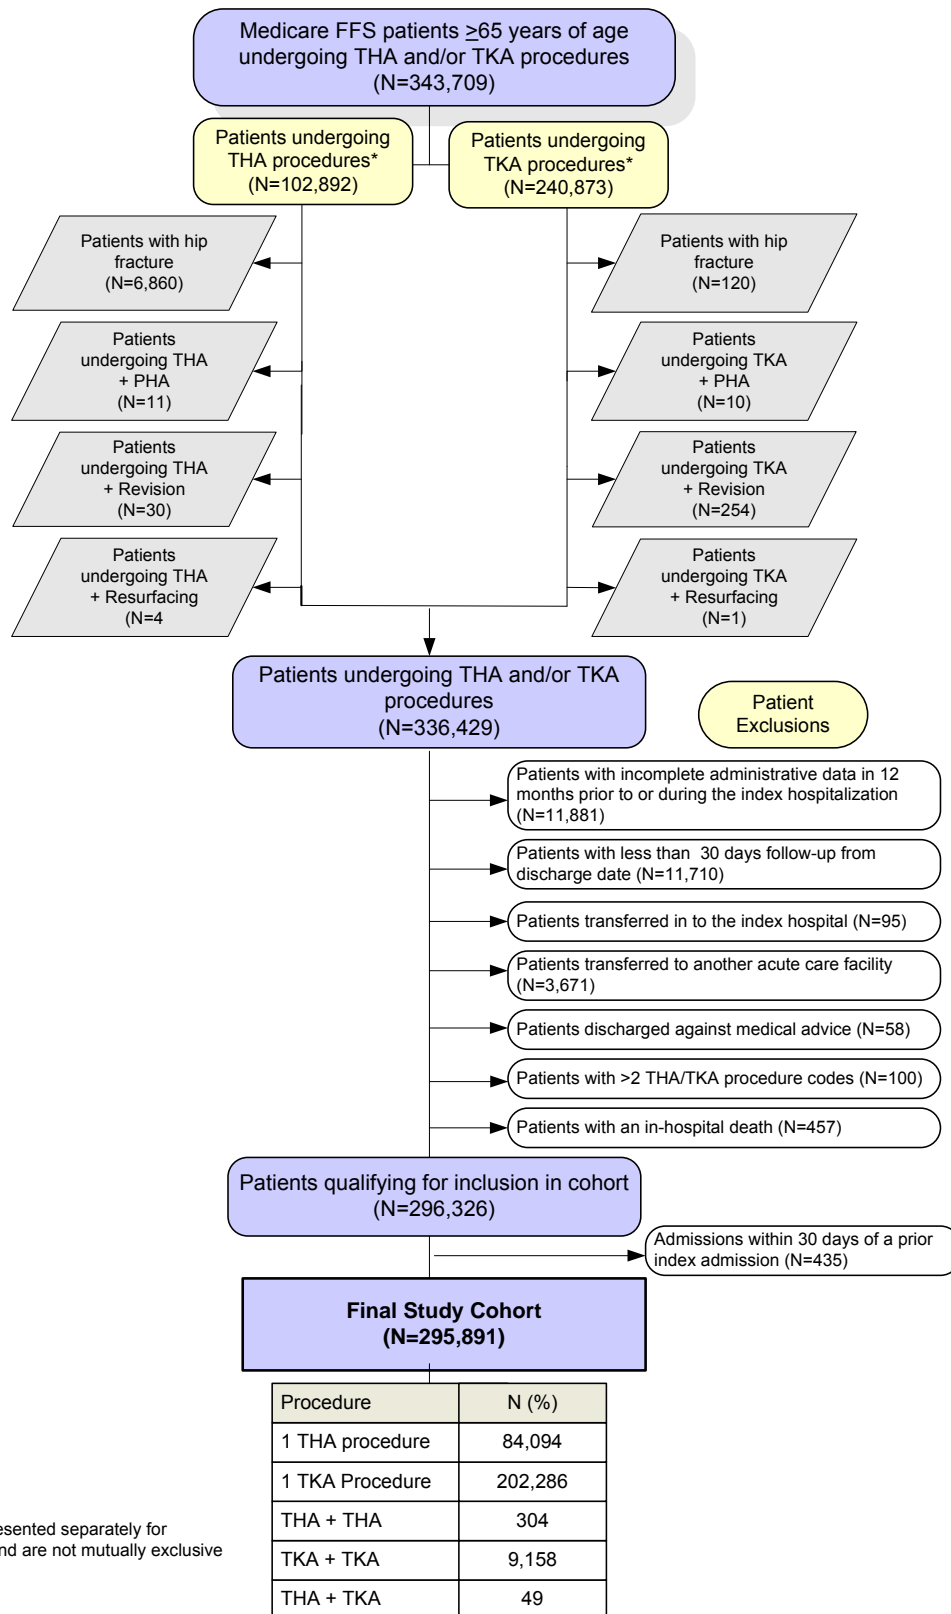 Medicare FFS patients ≥65 years of age
undergoing THA and/or TKA procedures
(N=343,709)
Patients undergoing
THA procedures*
(N=102,892)
Patients undergoing
TKA procedures*
(N=240,873)
Patients with hip
fracture
(N=6,860)
Patients with hip
fracture
(N=120)
Patients
undergoing THA
+ PHA
(N=11)
Patients
undergoing TKA
+ PHA
(N=10)
Patients
undergoing THA
+ Revision
(N=30)
Patients
undergoing TKA
+ Revision
(N=254)
Patients
undergoing THA
+ Resurfacing
(N=4
Patients
undergoing TKA
+ Resurfacing
(N=1)
Patients undergoing THA and/or TKA
procedures
(N=336,429)
Patient
Exclusions
Patients with incomplete administrative data in 12
months prior to or during the index hospitalization
(N=11,881)
Patients with less than  30 days follow-up from
discharge date (N=11,710)
Patients transferred in to the index hospital (N=95)
Patients transferred to another acute care facility
(N=3,671)
Patients discharged against medical advice (N=58)
Patients with >2 THA/TKA procedure codes (N=100)
Patients with an in-hospital death (N=457)
Patients qualifying for inclusion in cohort
(N=296,326)
Admissions within 30 days of a prior
index admission (N=435)
Final Study Cohort
(N=295,891)
Procedure N (%)
1 THA procedure 84,094
1 TKA Procedure 202,286
THA + THA 304
TKA + TKA 9,158
THA + TKA 49
separately for
are not mutually exclusive